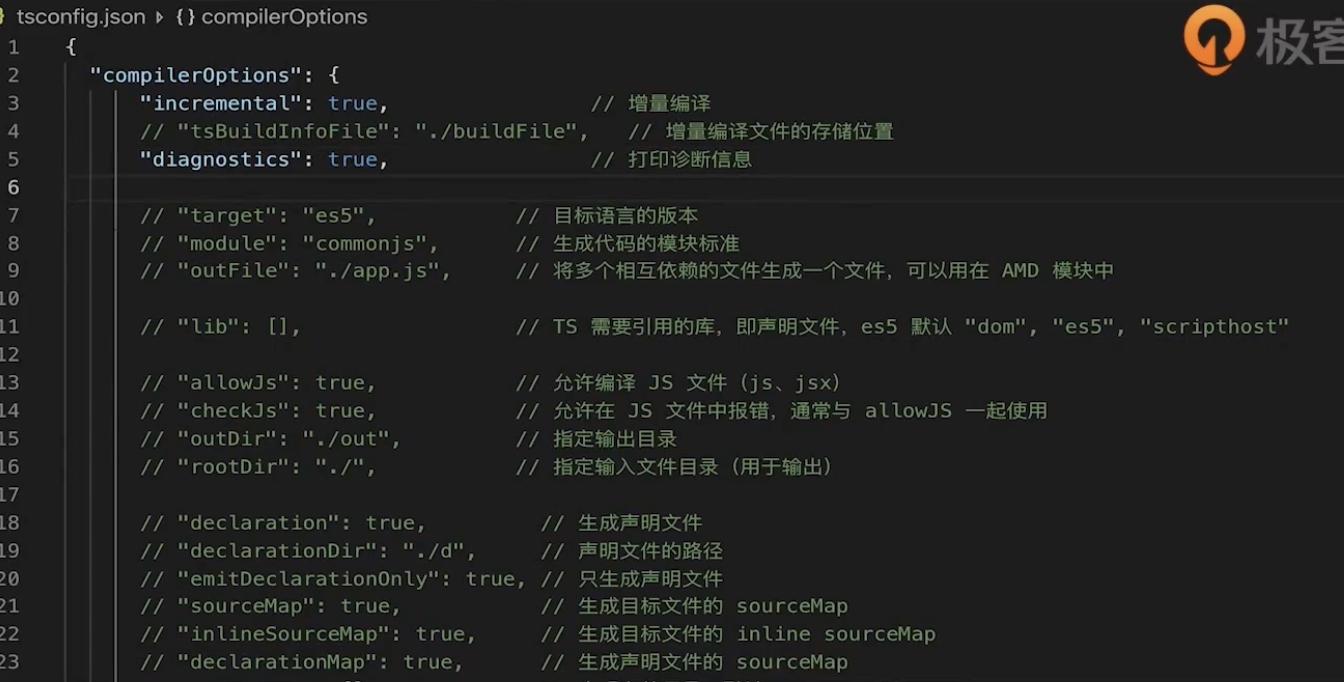 tsconfig.json ▸ {} compilerOptions
极客
1 {
2 "compilerOptions": {
3 "incremental": true, // 增量编译
4 // "tsBuildInfoFile": "./buildFile", // 增量编译文件的存储位置
5 "diagnostics": true, // 打印诊断信息
6
7 // "target": "es5", // 目标语言的版本
8 // "module": "commonjs", // 生成代码的模块标准
9 // "outFile": "./app.js", // 将多个相互依赖的文件生成一个文件，可以用在 AMD 模块中
10
11 // "lib": [], // TS 需要引用的库，即声明文件，es5 默认 "dom", "es5", "scripthost"
12
13 // "allowJs": true, // 允许编译 JS 文件（js、jsx）
14 // "checkJs": true, // 允许在 JS 文件中报错，通常与 allowJS 一起使用
15 // "outDir": "./out", // 指定输出目录
16 // "rootDir": "./", // 指定输入文件目录（用于输出）
17
18 // "declaration": true, // 生成声明文件
19 // "declarationDir": "./d", // 声明文件的路径
20 // "emitDeclarationOnly": true, // 只生成声明文件
21 // "sourceMap": true, // 生成目标文件的 sourceMap
22 // "inlineSourceMap": true, // 生成目标文件的 inline sourceMap
23 // "declarationMap": true, // 生成声明文件的 sourceMap